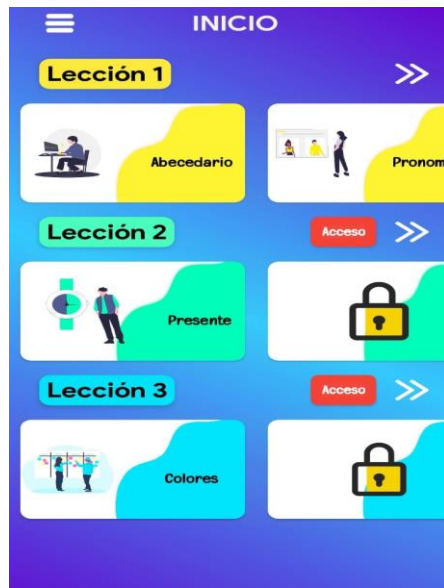 INICIO
Lección 1
Abecedario
Pronom
Lección 2
Acceso
Presente
Lección 3
Acceso
Colores